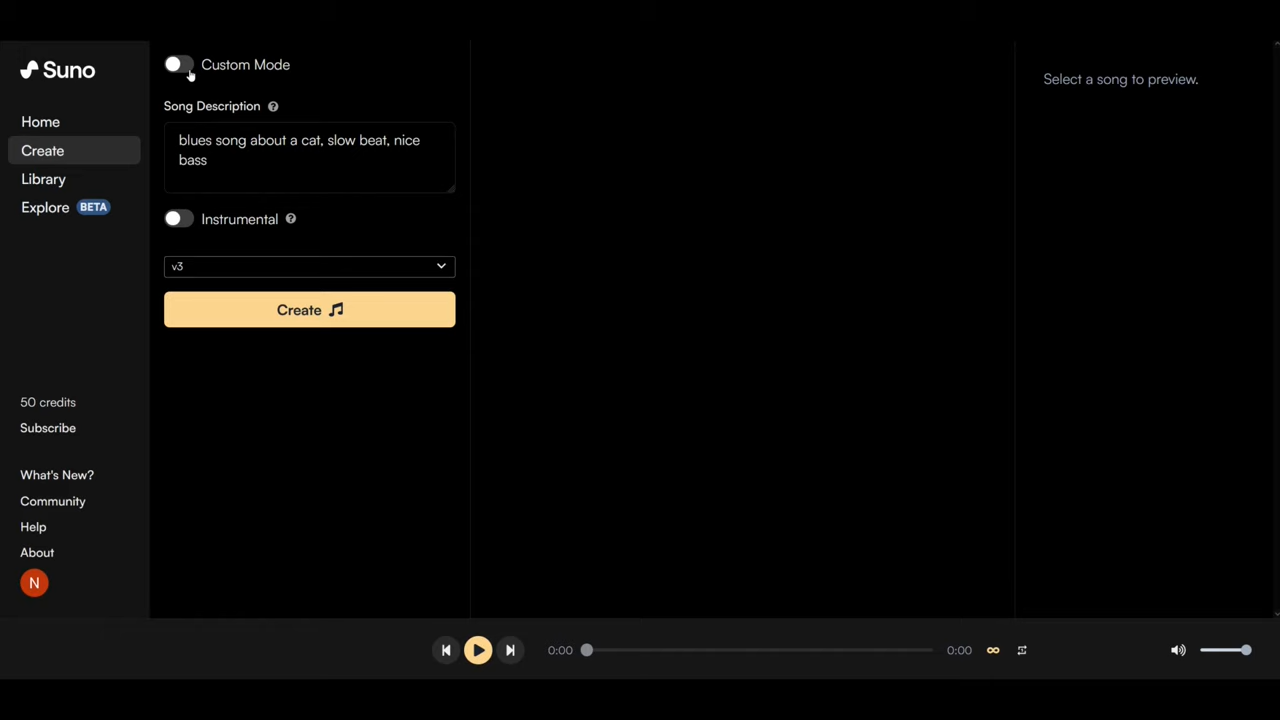 Suno
Home
Create
Library
Explore BETA
50 credits
Subscribe
What's New?
Community
Help
About
N
Custom Mode
Song Description ?
blues song about a cat, slow beat, nice
bass
Instrumental ?
v3
Create
Select a song to preview.
0:00
0:00